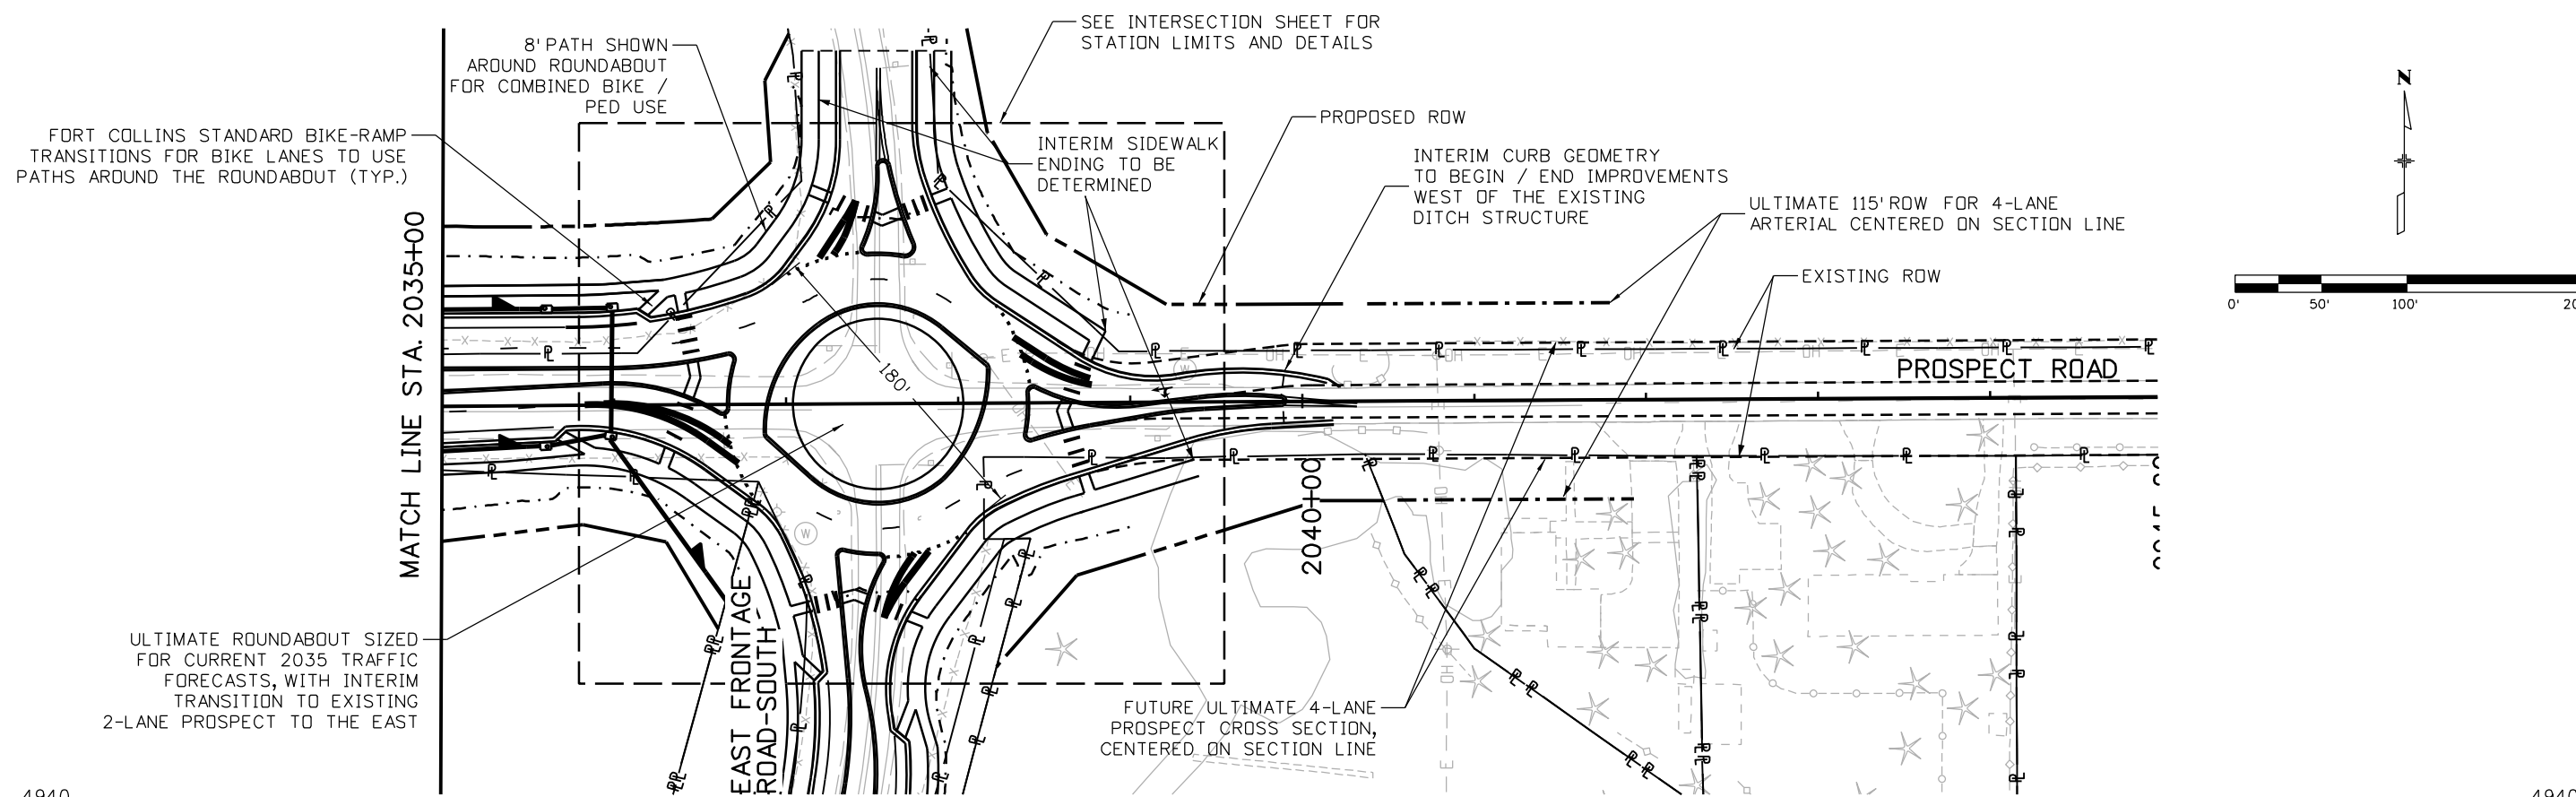 SEE INTERSECTION SHEET FOR
STATION LIMITS AND DETAILS
8' PATH SHOWN
AROUND ROUNDABOUT
FOR COMBINED BIKE /
PED USE
N
PROPOSED ROW
FORT COLLINS STANDARD BIKE-RAMP
TRANSITIONS FOR BIKE LANES TO USE
PATHS AROUND THE ROUNDABOUT (TYP.)
INTERIM SIDEWALK
ENDING TO BE
DETERMINED
INTERIM CURB GEOMETRY
TO BEGIN / END IMPROVEMENTS
WEST OF THE EXISTING
DITCH STRUCTURE
ULTIMATE 115' ROW FOR 4-LANE
ARTERIAL CENTERED ON SECTION LINE
EXISTING ROW
0' 50' 100'
MATCH LINE STA. 2035+00
180'
PROSPECT ROAD
2040+00
ULTIMATE ROUNDABOUT SIZED
FOR CURRENT 2035 TRAFFIC
FORECASTS, WITH INTERIM
TRANSITION TO EXISTING
2-LANE PROSPECT TO THE EAST
EAST FRONTAGE
ROAD-SOUTH
FUTURE ULTIMATE 4-LANE
PROSPECT CROSS SECTION,
CENTERED ON SECTION LINE
4940
4940